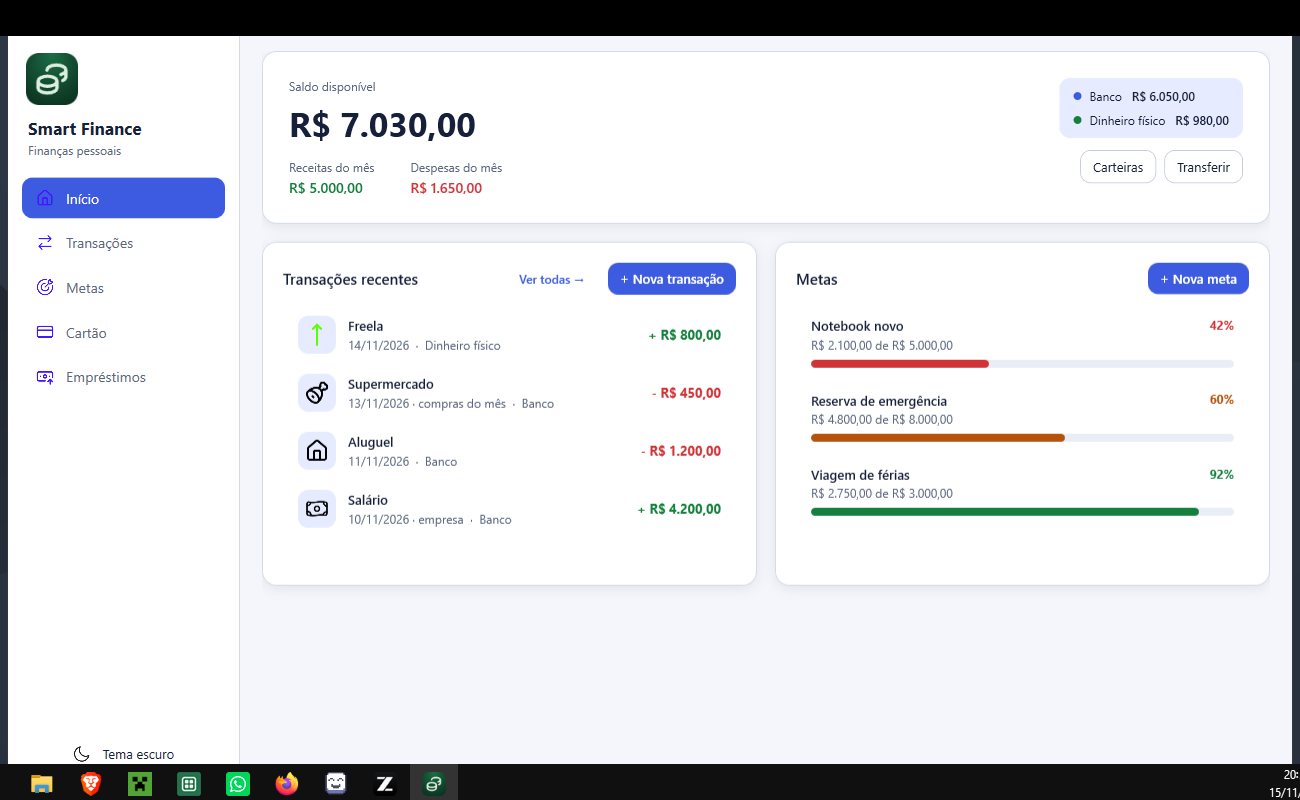 Smart Finance
Finanças pessoais
Início
Transações
Metas
Cartão
Empréstimos
Tema escuro
Saldo disponível
R$ 7.030,00
Receitas do mês
R$ 5.000,00
Despesas do mês
R$ 1.650,00
Banco R$ 6.050,00
Dinheiro físico R$ 980,00
Carteiras
Transferir
Transações recentes
Ver todas →
+ Nova transação
Freela
14/11/2026 · Dinheiro físico
+ R$ 800,00
Supermercado
13/11/2026 · compras do mês · Banco
- R$ 450,00
Aluguel
11/11/2026 · Banco
- R$ 1.200,00
Salário
10/11/2026 · empresa · Banco
+ R$ 4.200,00
Metas
+ Nova meta
Notebook novo
42%
R$ 2.100,00 de R$ 5.000,00
Reserva de emergência
60%
R$ 4.800,00 de R$ 8.000,00
Viagem de férias
92%
R$ 2.750,00 de R$ 3.000,00
20:
15/11/